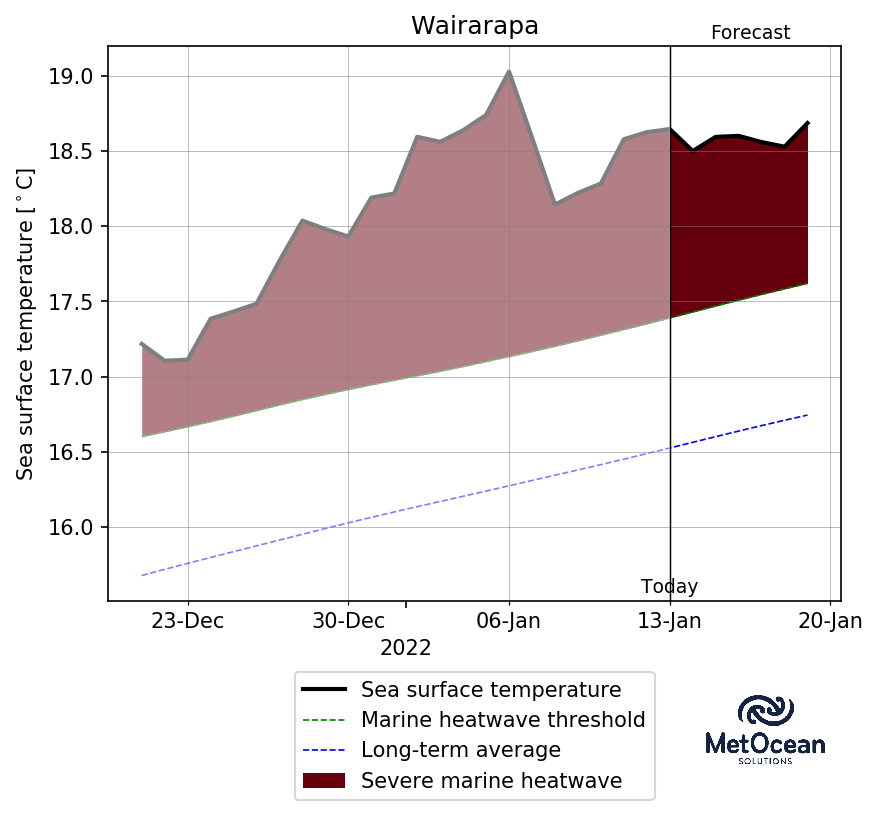 Wairarapa
Forecast
Sea surface temperature [°C]
19.0
18.5
18.0
17.5
17.0
16.5
16.0
Today
23-Dec
30-Dec
06-Jan
13-Jan
20-Jan
2022
Sea surface temperature
Marine heatwave threshold
Long-term average
Severe marine heatwave
MetOcean
SOLUTIONS